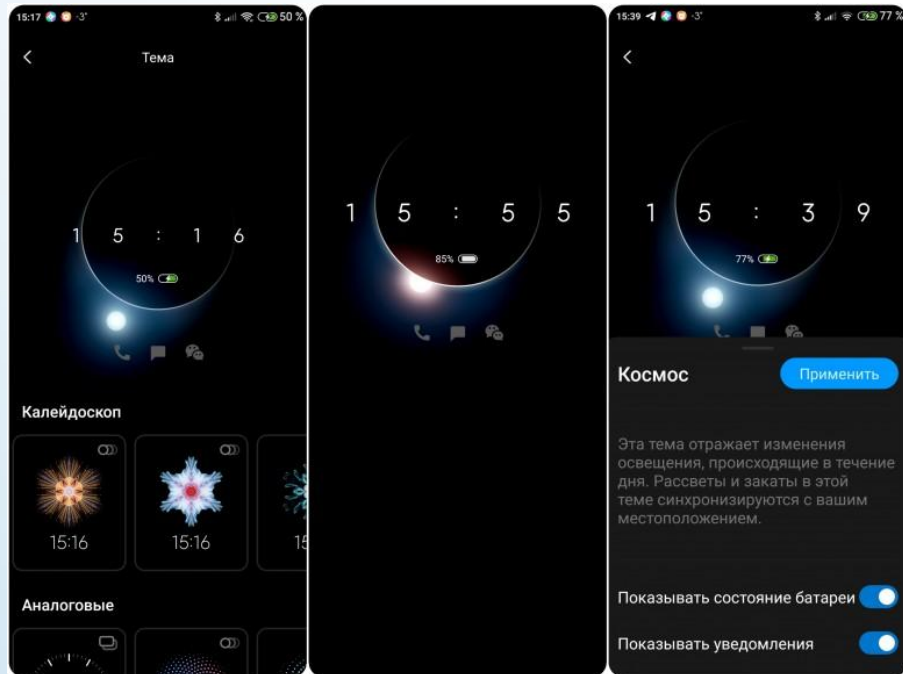 15:17 -3° 50 %
Тема
1 5 : 1 6
50%
Калейдоскоп
15:16
15:16
15
Аналоговые
1 5 : 5 5
85%
15:39 -3° 77 %
1 5 : 3 9
77%
Космос
Применить
Эта тема отражает изменения
освещения, происходящие в течение
дня. Рассветы и закаты в этой
теме синхронизируются с вашим
местоположением.
Показывать состояние батареи
Показывать уведомления